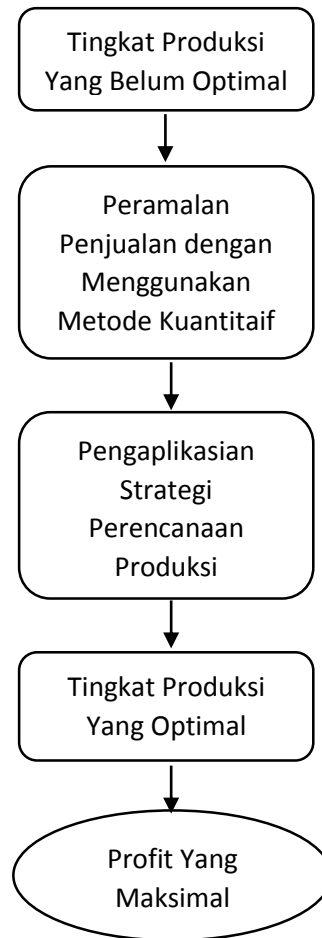 Tingkat Produksi
Yang Belum Optimal
Peramalan
Penjualan dengan
Menggunakan
Metode Kuantitaif
Pengaplikasian
Strategi
Perencanaan
Produksi
Tingkat Produksi
Yang Optimal
Profit Yang
Maksimal